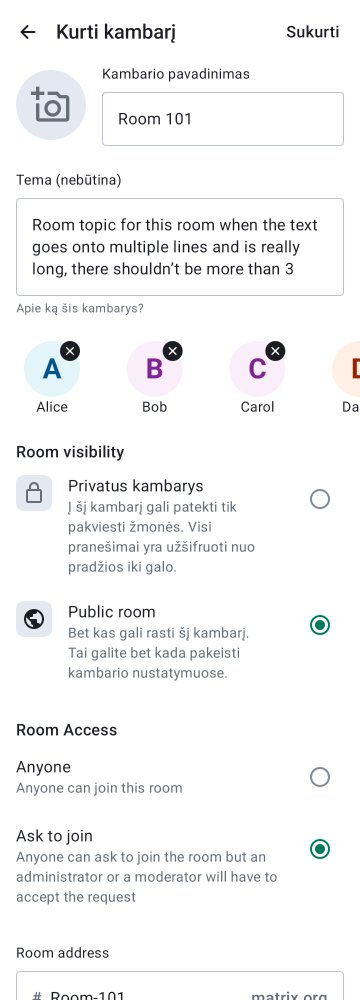 Kurti kambarį
Sukurti
Kambario pavadinimas
Room 101
Tema (nebūtina)
Room topic for this room when the text
goes onto multiple lines and is really
long, there shouldn’t be more than 3
Apie ką šis kambarys?
A
B
C
D
Alice
Bob
Carol
Da
Room visibility
Privatus kambarys
Į šį kambarį gali patekti tik
pakviesti žmonės. Visi
pranešimai yra užšifruoti nuo
pradžios iki galo.
Public room
Bet kas gali rasti šį kambarį.
Tai galite bet kada pakeisti
kambario nustatymuose.
Room Access
Anyone
Anyone can join this room
Ask to join
Anyone can ask to join the room but an
administrator or a moderator will have to
accept the request
Room address
# Room-101
matrix.org